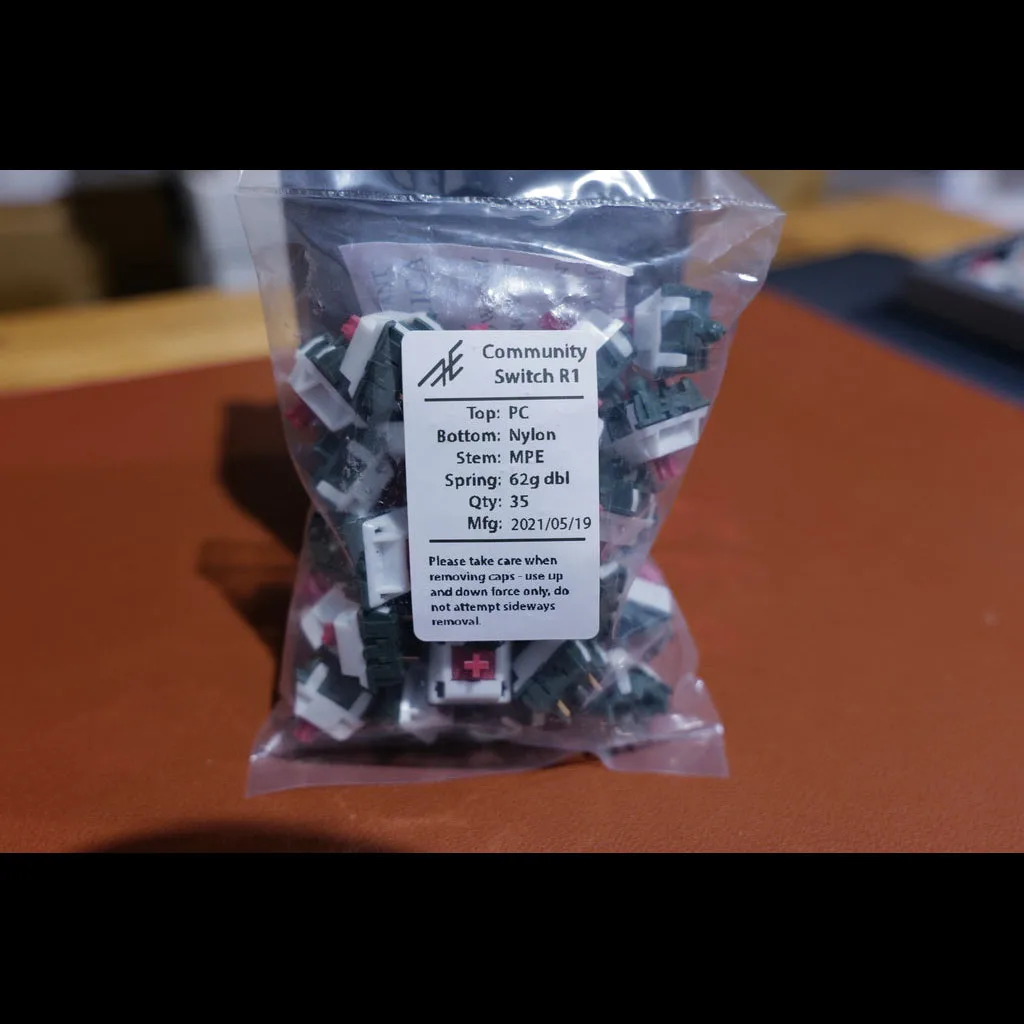 Community
Switch R1
Top: PC
Bottom: Nylon
Stem: MPE
Spring: 62g dbl
Qty: 35
Mfg: 2021/05/19
Please take care when
removing caps - use up
and down force only, do
not attempt sideways
removal.